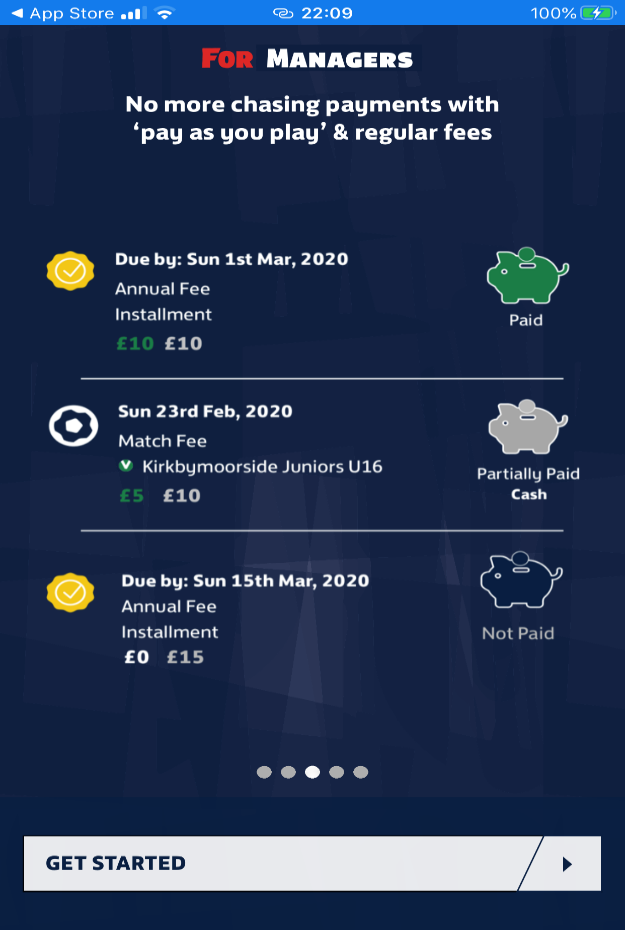 ◀ App Store 22:09 100%
For Managers
No more chasing payments with
‘pay as you play’ & regular fees
Due by: Sun 1st Mar, 2020
Annual Fee
Installment
£10 £10
Paid
Sun 23rd Feb, 2020
Match Fee
V Kirkbymoorside Juniors U16
£5 £10
Partially Paid
Cash
Due by: Sun 15th Mar, 2020
Annual Fee
Installment
£0 £15
Not Paid
GET STARTED